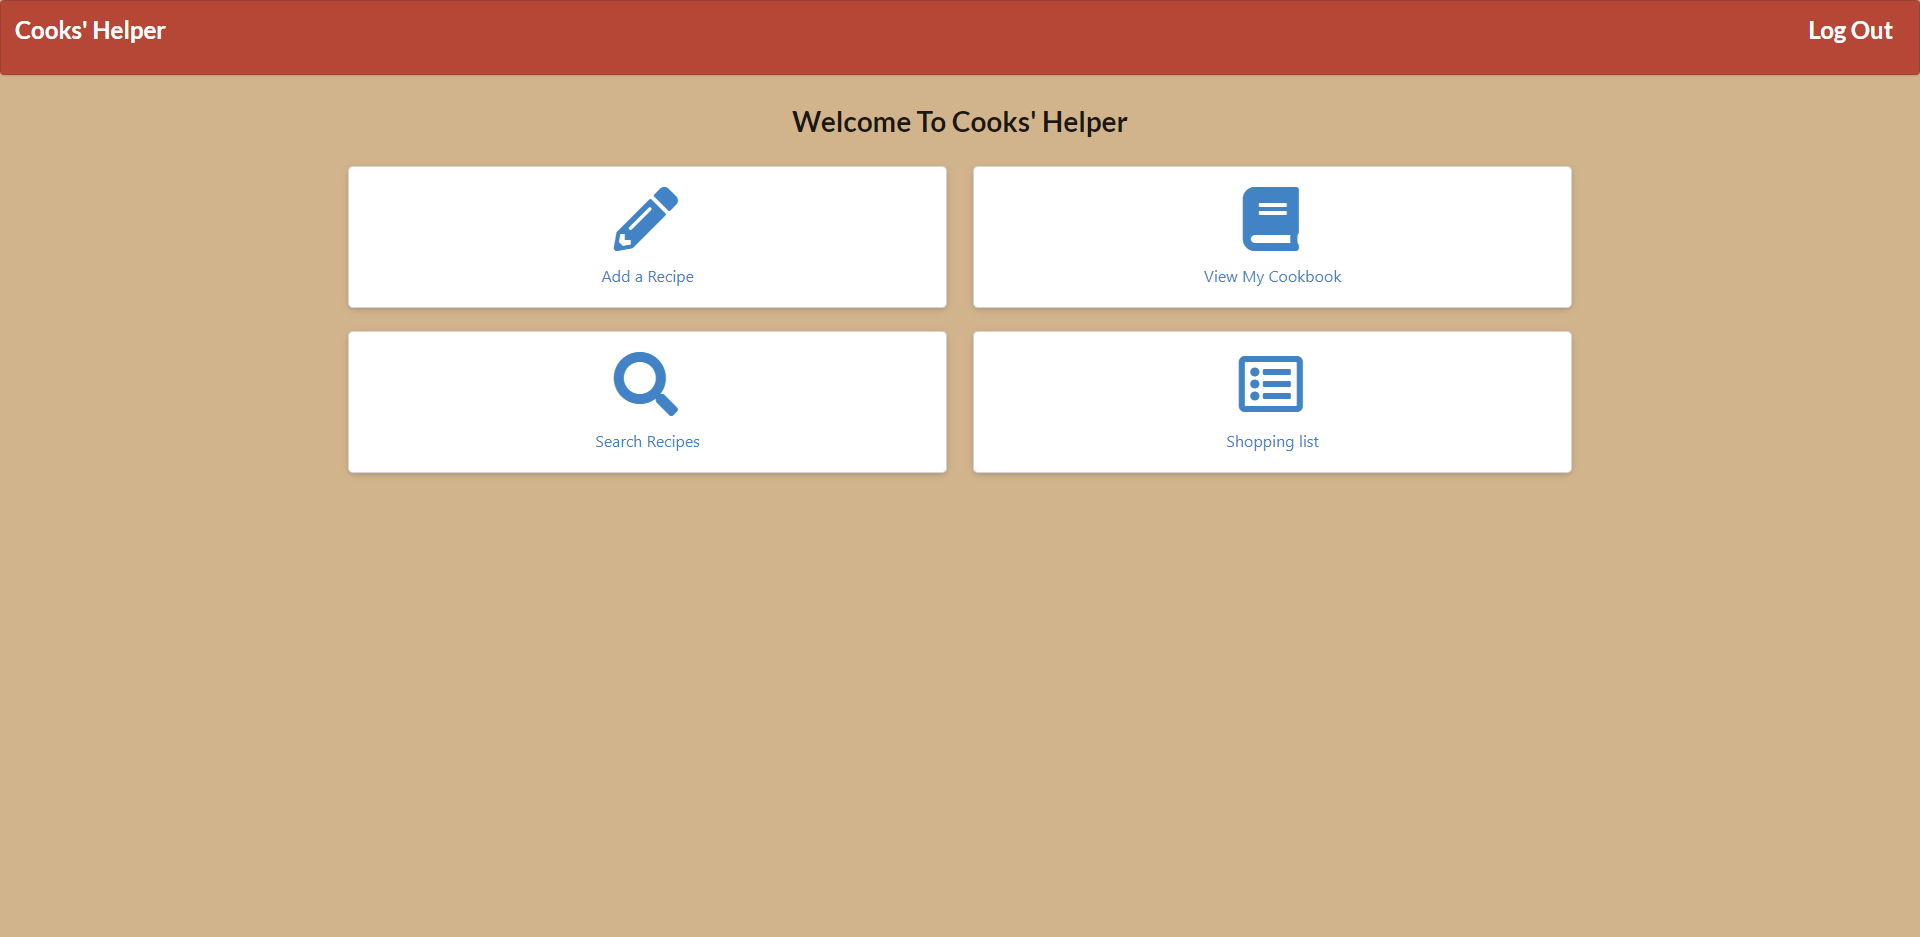 Cooks' Helper
Log Out
Welcome To Cooks' Helper
Add a Recipe
View My Cookbook
Search Recipes
Shopping list